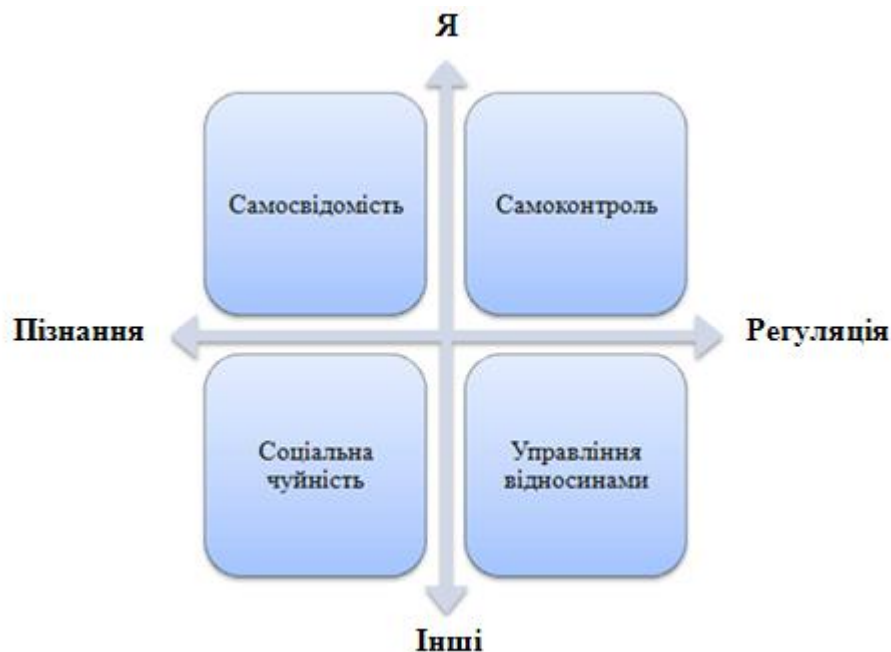 Я
Самосвідомість
Самоконтроль
Пізнання
Регуляція
Соціальна
чуйність
Управління
відносинами
Інші